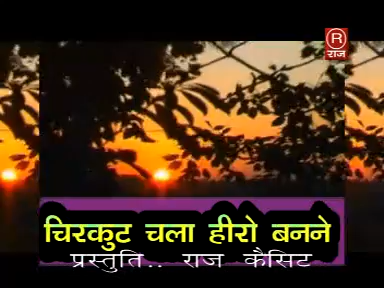 R
राज
चिरकुट चला हीरो बनने
प्रस्तुति.. राज कैसिट